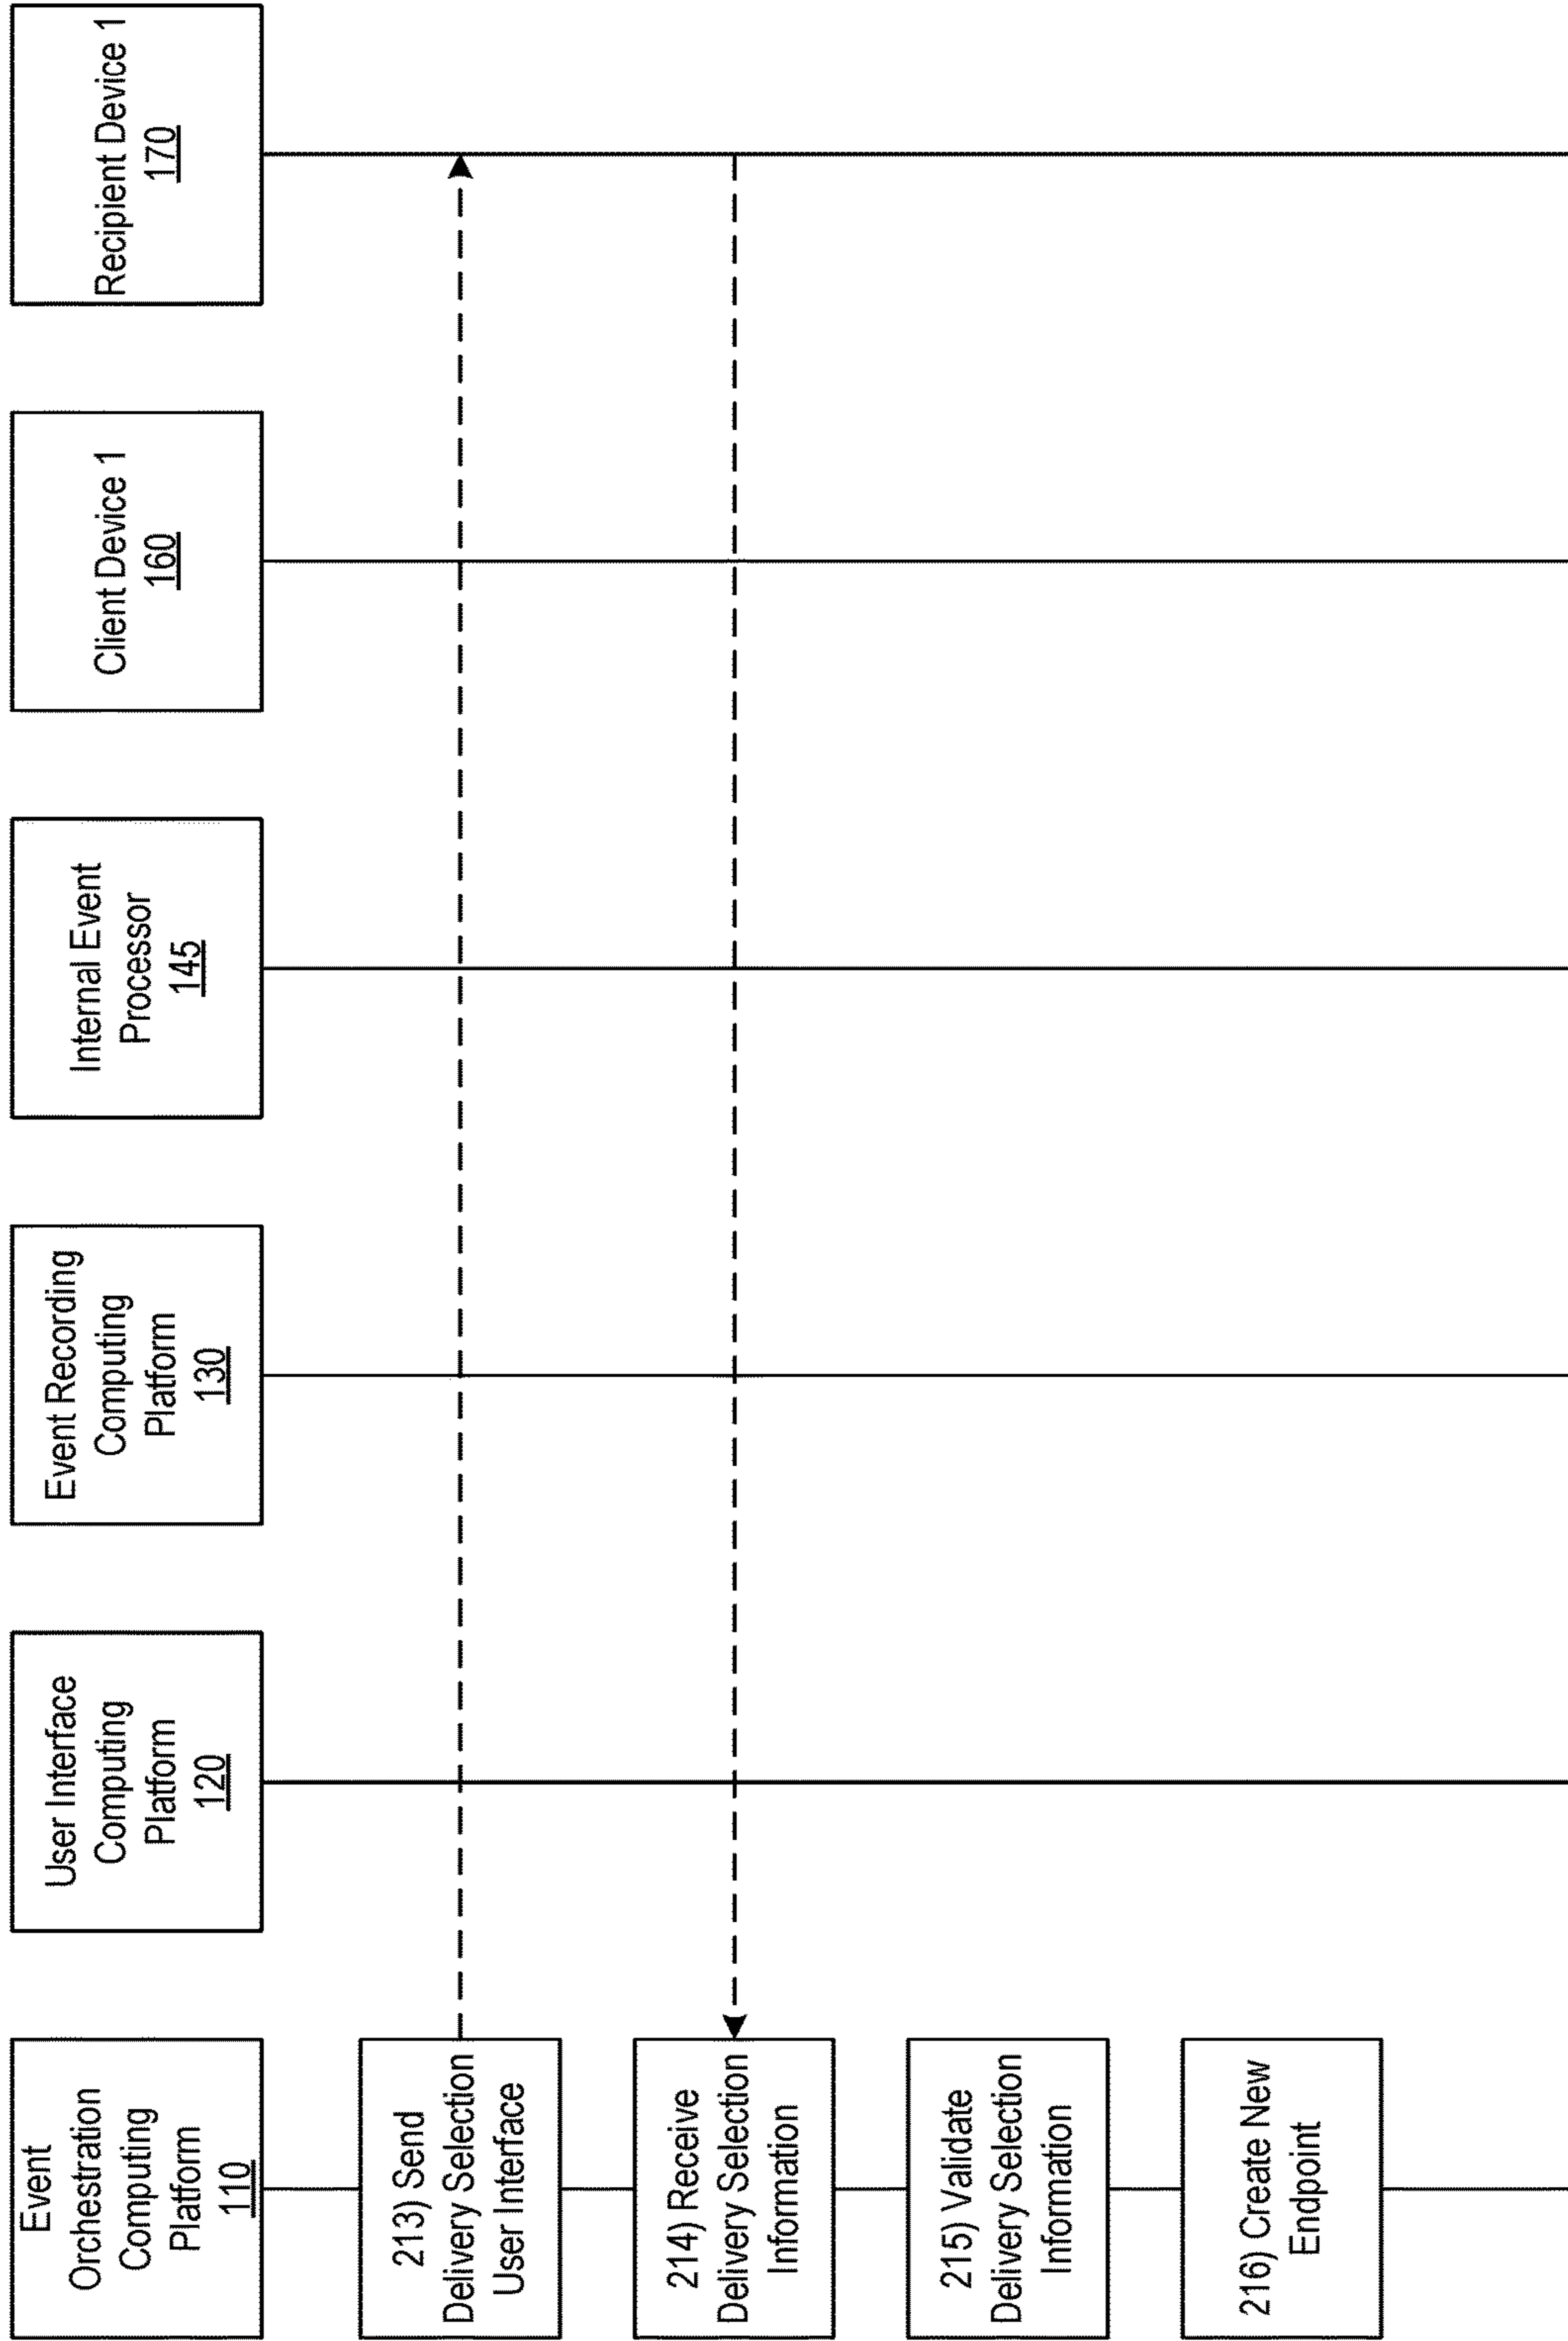 Event
Orchestration
Computing
Platform
110
User Interface
Computing
Platform
120
Event Recording
Computing
Platform
130
Internal Event
Processor
145
Client Device 1
160
Recipient Device 1
170
213) Send
Delivery Selection
User Interface
214) Receive
Delivery Selection
Information
215) Validate
Delivery Selection
Information
216) Create New
Endpoint